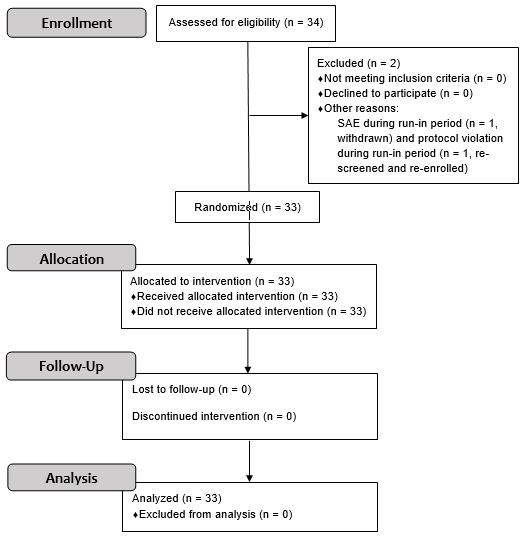 Enrollment
Assessed for eligibility (n = 34)
Excluded (n = 2)
♦Not meeting inclusion criteria (n = 0)
♦Declined to participate (n = 0)
♦Other reasons:
SAE during run-in period (n = 1,
withdrawn) and protocol violation
during run-in period (n = 1, re-
screened and re-enrolled)
Randomized (n = 33)
Allocation
Allocated to intervention (n = 33)
♦Received allocated intervention (n = 33)
♦Did not receive allocated intervention (n = 33)
Follow-Up
Lost to follow-up (n = 0)
Discontinued intervention (n = 0)
Analysis
Analyzed (n = 33)
♦Excluded from analysis (n = 0)